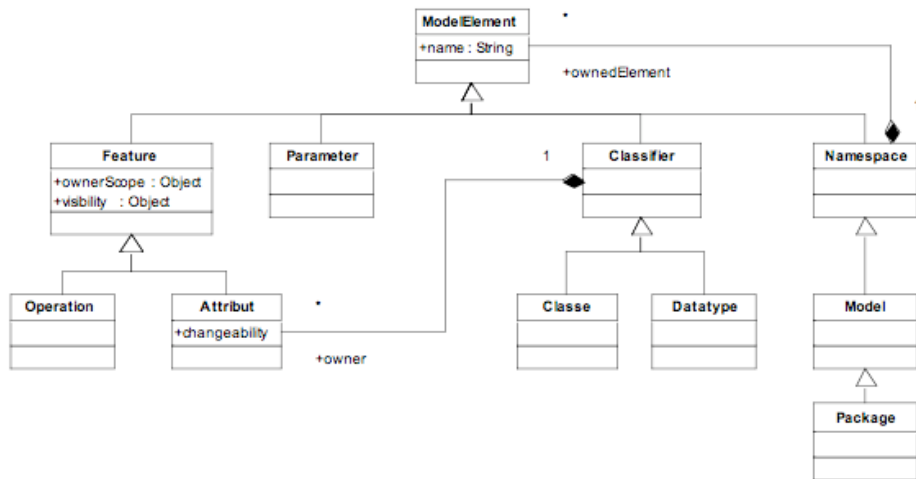 ModelElement
*
+name : String
+ownedElement
Feature
Parameter
1
Classifier
Namespace
+ownerScope : Object
+visibility : Object
Operation
Attribut
*
Classe
Datatype
Model
+changeability
+owner
Package